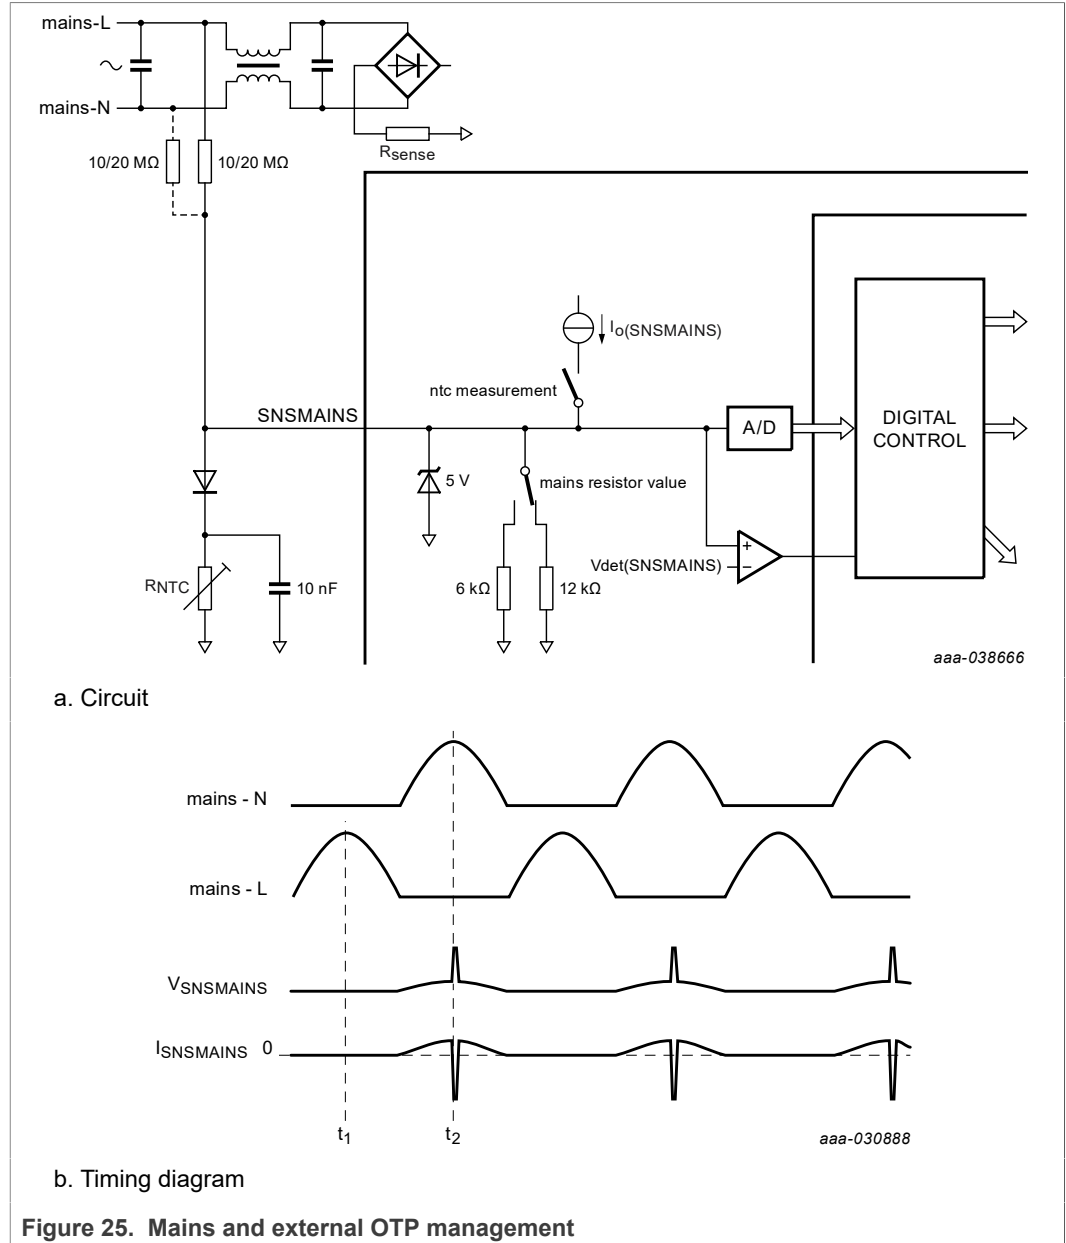 mains-L
mains-N
10/20 MΩ
10/20 MΩ
Rsense
Io(SNSMAINS)
ntc measurement
SNSMAINS
A/D
DIGITAL
CONTROL
5 V
mains resistor value
Vdet(SNSMAINS)
+
−
RNTC
10 nF
6 kΩ
12 kΩ
aaa-038666
a. Circuit
mains - N
mains - L
VSNSMAINS
ISNSMAINS 0
t1
t2
aaa-030888
b. Timing diagram
Figure 25. Mains and external OTP management